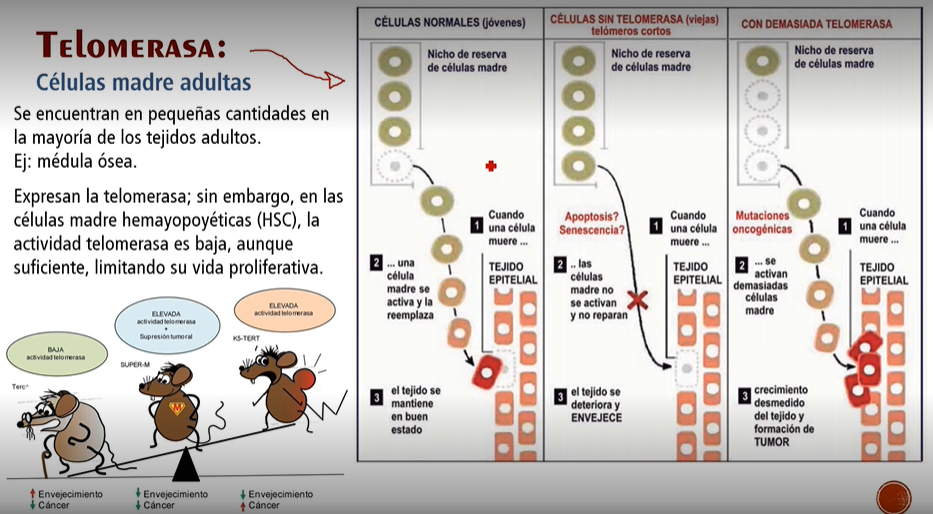 TELOMERASA:
Células madre adultas
Se encuentran en pequeñas cantidades en
la mayoría de los tejidos adultos.
Ej: médula ósea.
Expresan la telomerasa; sin embargo, en las
células madre hemayopoyéticas (HSC), la
actividad telomerasa es baja, aunque
suficiente, limitando su vida proliferativa.
BAJA
actividad telomerasa
Terc-/-
ELEVADA
actividad telomerasa
+
Supresión tumoral
SUPER-M
M
ELEVADA
actividad telomerasa
K5-TERT
Envejecimiento
Cáncer
Envejecimiento
Cáncer
Envejecimiento
Cáncer
CÉLULAS NORMALES (jóvenes)
Nicho de reserva
de células madre
1 Cuando
una célula
muere ...
2 ... una
célula
madre se
activa y la
reemplaza
TEJIDO
EPITELIAL
3 el tejido se
mantiene
en buen
estado
CÉLULAS SIN TELOMERASA (viejas)
telómeros cortos
Nicho de reserva
de células madre
Apoptosis?
Senescencia?
1 Cuando
una célula
muere ...
2 .. las
células
madre no
se activan
y no reparan
TEJIDO
EPITELIAL
3 el tejido se
deteriora y
ENVEJECE
CON DEMASIADA TELOMERASA
Nicho de reserva
de células madre
Mutaciones
oncogénicas
1 Cuando
una célula
muere ...
2 ... se
activan
demasiadas
células
madre
TEJIDO
EPITELIAL
3 crecimiento
desmedido
del tejido y
formación de
TUMOR